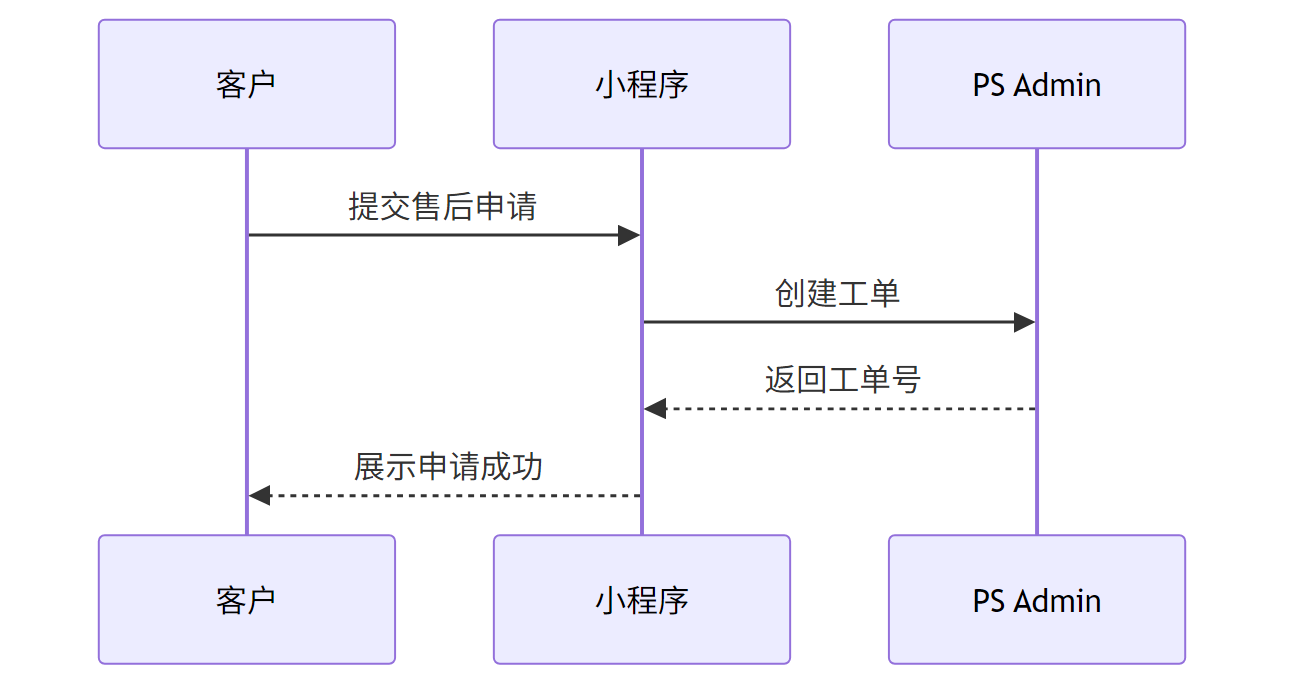 客户
小程序
PS Admin
提交售后申请
创建工单
返回工单号
展示申请成功
客户
小程序
PS Admin